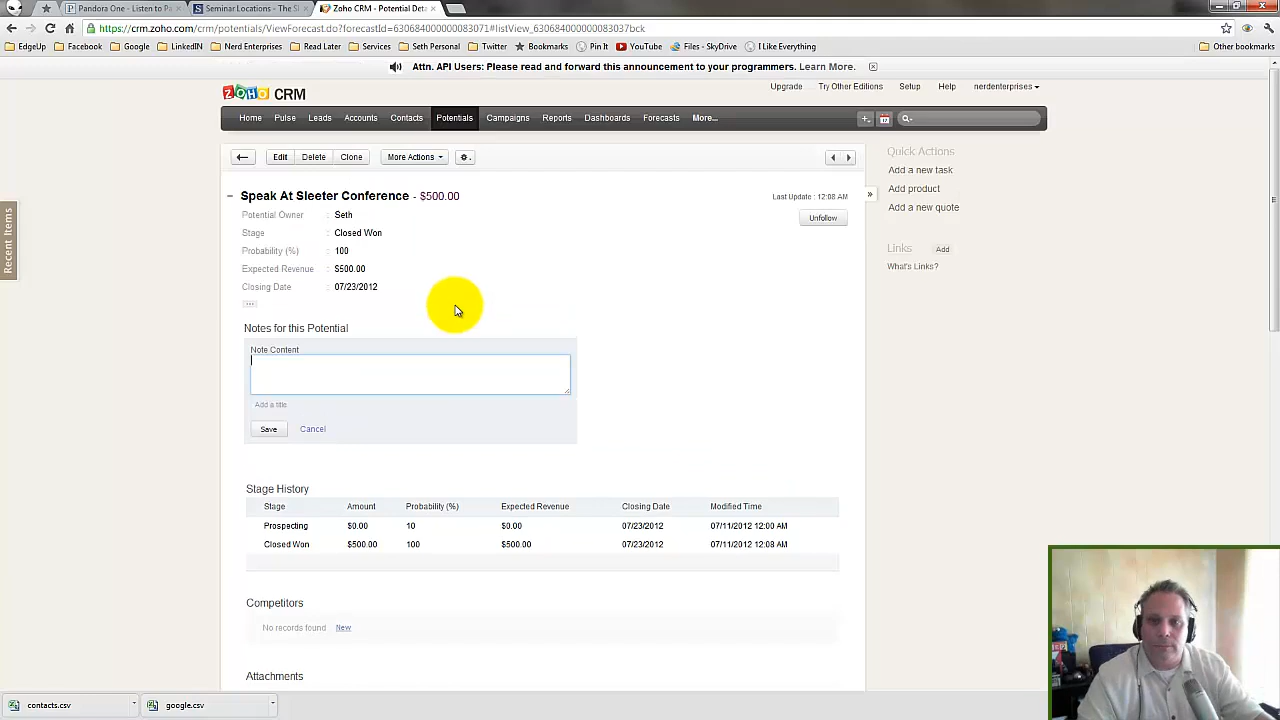 Pandora One - Listen to P
Seminar Locations - The S
Zoho CRM - Potential Deta
https://crm.zoho.com/crm/potentials/ViewForecast.do?forecastId=630684000000083071#listView_630684000000083037bck
EdgeUp Facebook Google LinkedIN Nerd Enterprises Read Later Services Seth Personal Twitter Bookmarks Pin It YouTube Files - SkyDrive I Like Everything Other bookmarks
Attn. API Users: Please read and forward this announcement to your programmers. Learn More.
ZOHO CRM
Upgrade Try Other Editions Setup Help nerdenterprises
Home Pulse Leads Accounts Contacts Potentials Campaigns Reports Dashboards Forecasts More...
Edit Delete Clone More Actions
Speak At Sleeter Conference - $500.00
Last Update : 12:08 AM
Unfollow
Potential Owner : Seth
Stage : Closed Won
Probability (%) : 100
Expected Revenue : $500.00
Closing Date : 07/23/2012
Notes for this Potential
Note Content
Add a title
Save Cancel
Stage History
Stage Amount Probability (%) Expected Revenue Closing Date Modified Time
Prospecting $0.00 10 $0.00 07/23/2012 07/11/2012 12:00 AM
Closed Won $500.00 100 $500.00 07/23/2012 07/11/2012 12:08 AM
Competitors
No records found New
Attachments
Quick Actions
Add a new task
Add product
Add a new quote
Links Add
What's Links?
Recent Items
contacts.csv
google.csv